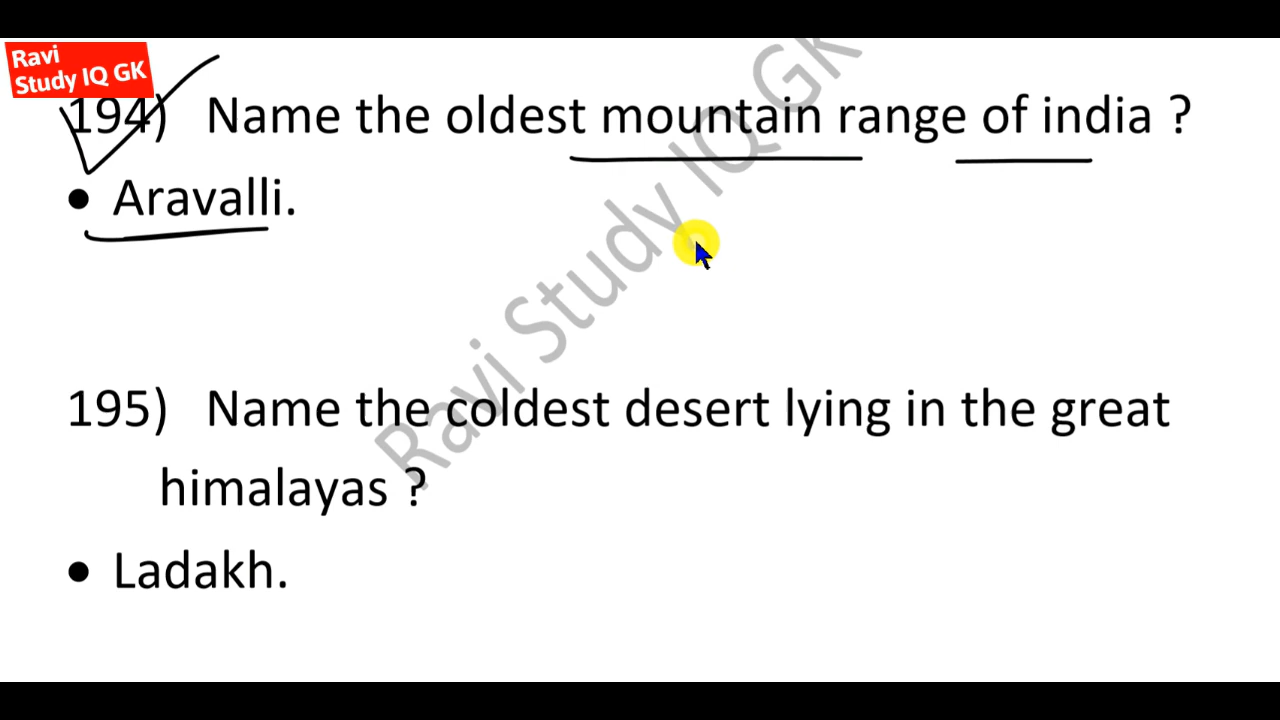 Ravi
Study IQ GK
194) Name the oldest mountain range of india ?
• Aravalli.
Ravi Study IQ GK
195) Name the coldest desert lying in the great
himalayas ?
• Ladakh.